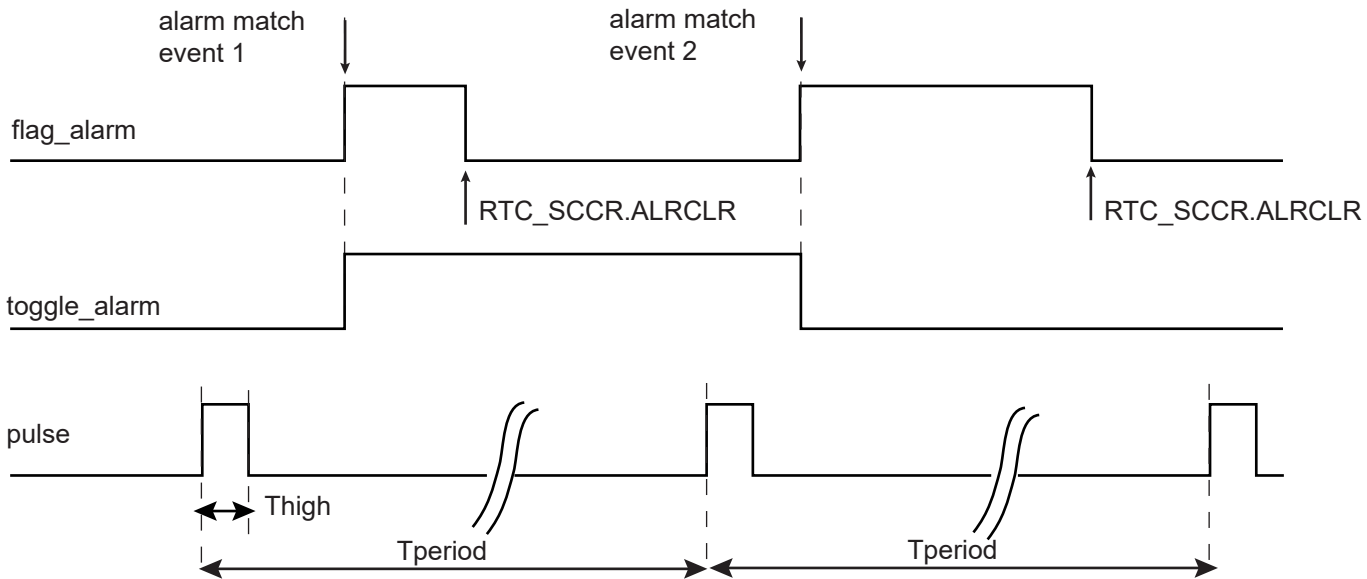 alarm match
event 1
alarm match
event 2
flag_alarm
RTC_SCCR.ALRCLR
RTC_SCCR.ALRCLR
toggle_alarm
pulse
Thigh
Tperiod
Tperiod